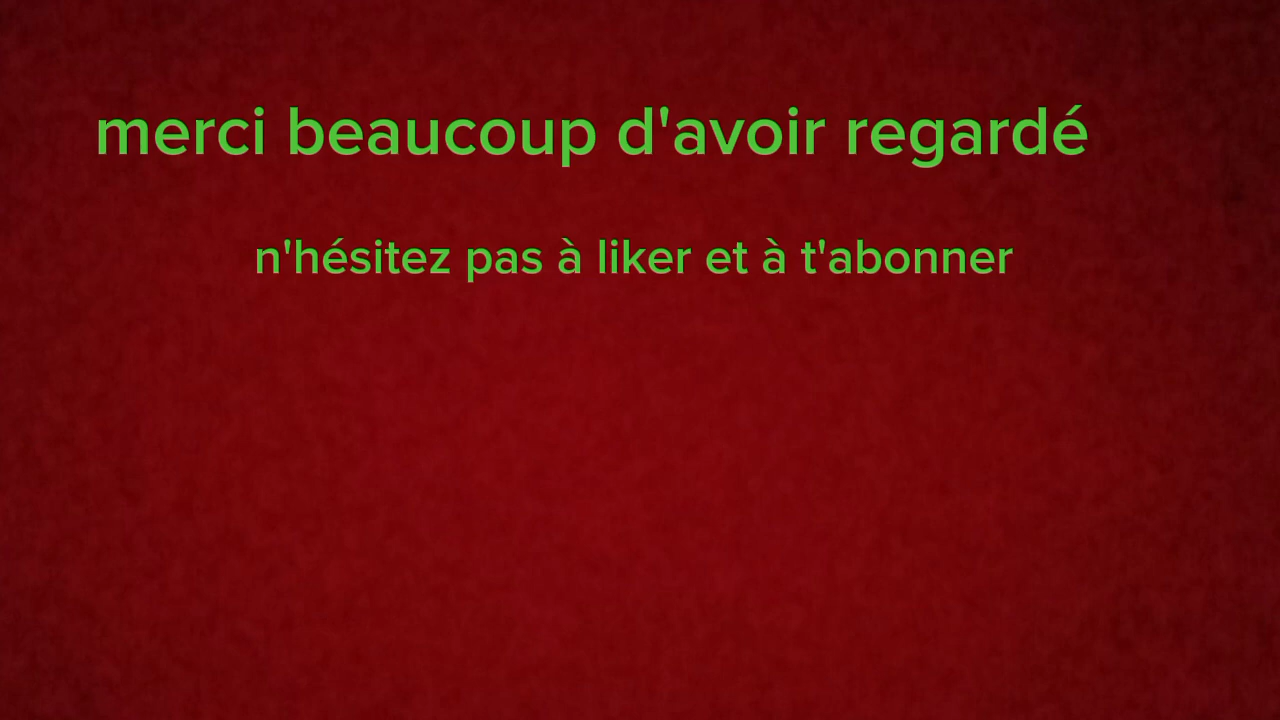 merci beaucoup d'avoir regardé
n'hésitez pas à liker et à t'abonner